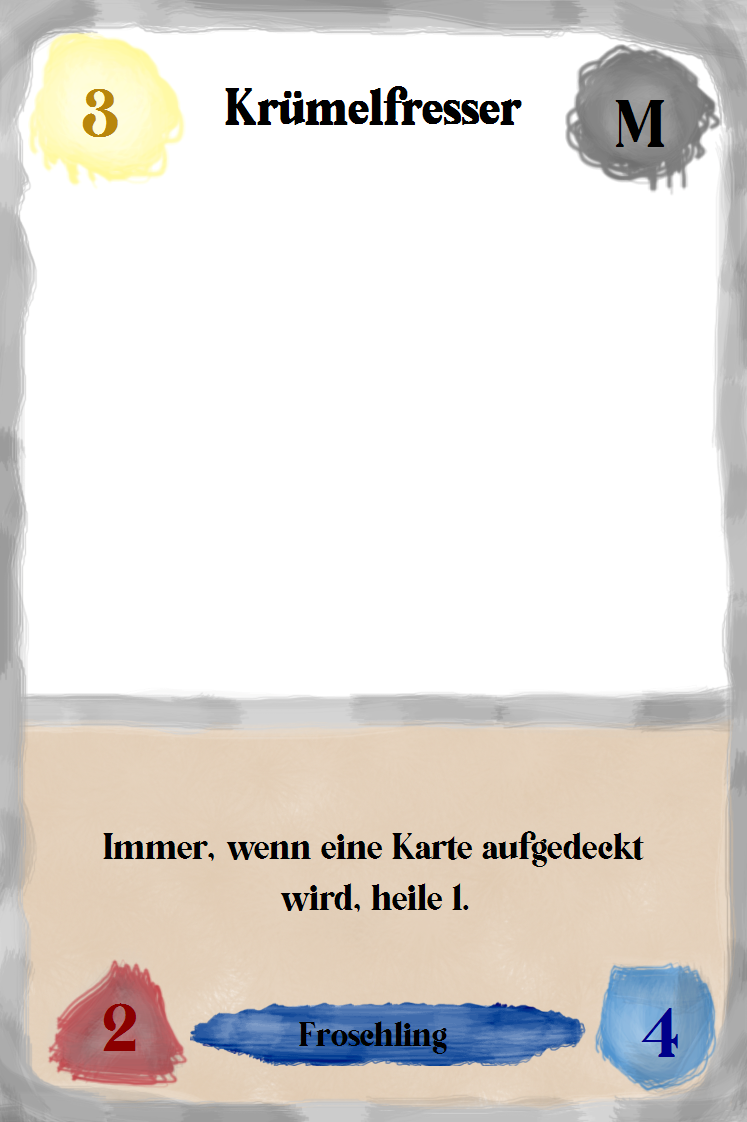 3 Krümelfresser M
Immer, wenn eine Karte aufgedeckt
wird, heile 1.
2 Froschling 4